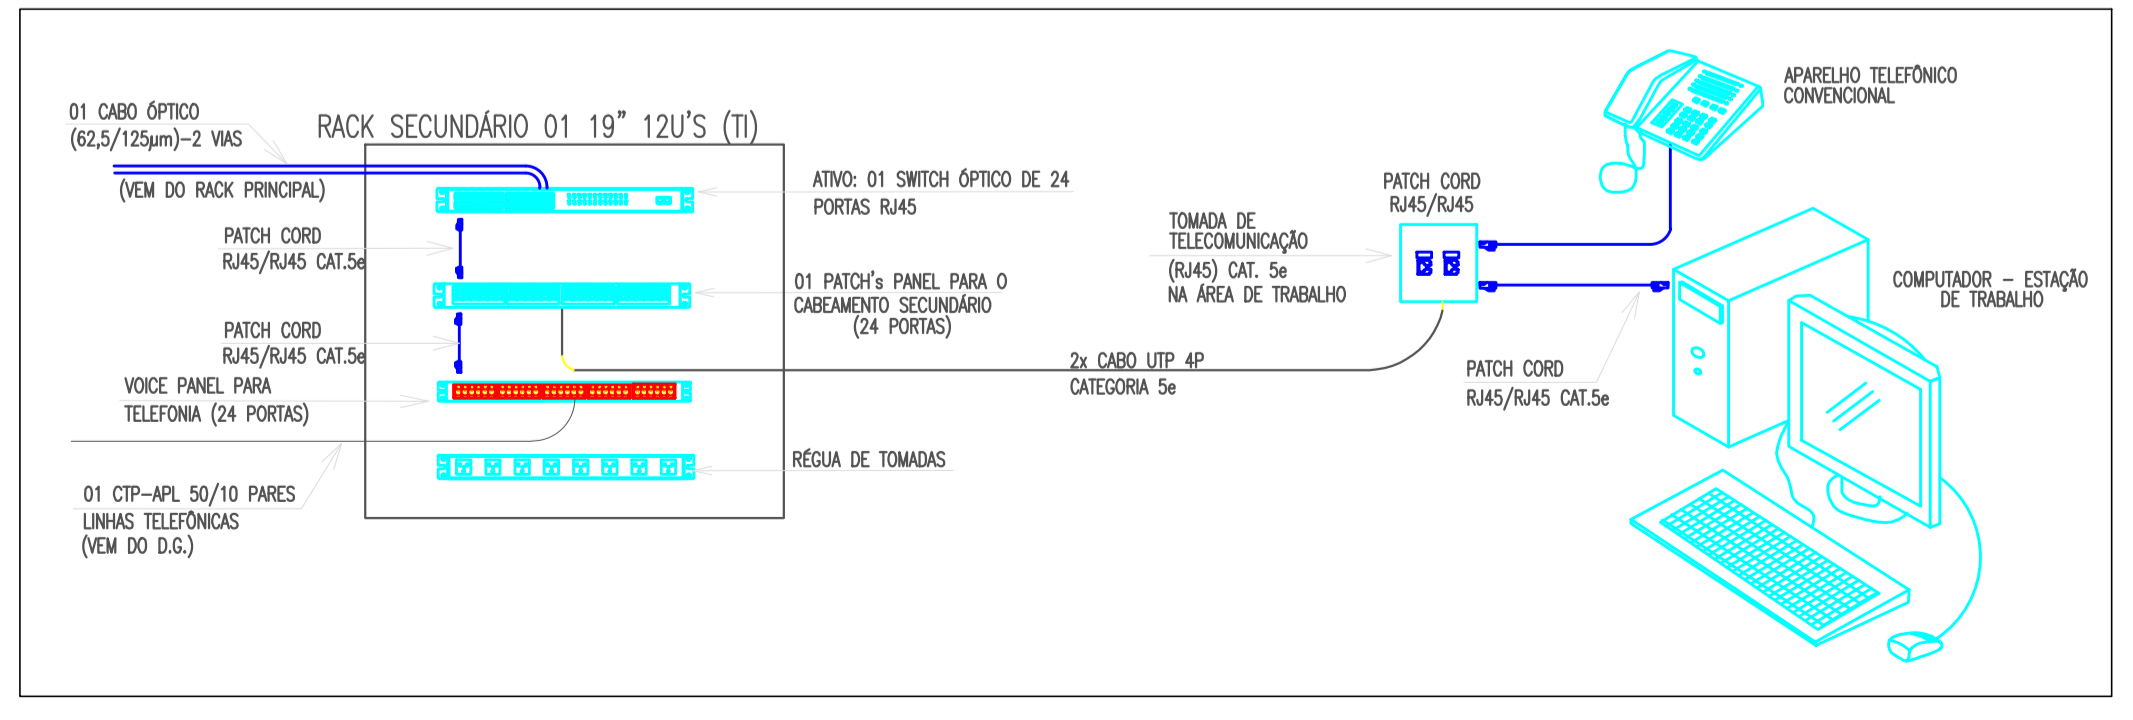 01 CABO ÓPTICO
(62,5/125µm)-2 VIAS
(VEM DO RACK PRINCIPAL)
RACK SECUNDÁRIO 01 19" 12U'S (TI)
PATCH CORD
RJ45/RJ45 CAT.5e
PATCH CORD
RJ45/RJ45 CAT.5e
VOICE PANEL PARA
TELEFONIA (24 PORTAS)
01 CTP-APL 50/10 PARES
LINHAS TELEFÔNICAS
(VEM DO D.G.)
ATIVO: 01 SWITCH ÓPTICO DE 24
PORTAS RJ45
01 PATCH's PANEL PARA O
CABEAMENTO SECUNDÁRIO
(24 PORTAS)
RÉGUA DE TOMADAS
2x CABO UTP 4P
CATEGORIA 5e
TOMADA DE
TELECOMUNICAÇÃO
(RJ45) CAT. 5e
NA ÁREA DE TRABALHO
PATCH CORD
RJ45/RJ45
APARELHO TELEFÔNICO
CONVENCIONAL
COMPUTADOR - ESTAÇÃO
DE TRABALHO
PATCH CORD
RJ45/RJ45 CAT.5e